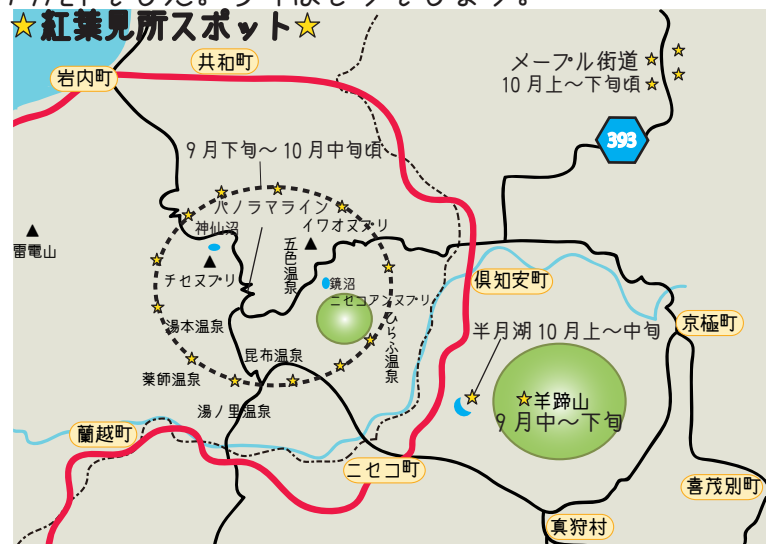 ☆紅葉見所スポット☆
共和町
岩内町
メープル街道
10月上〜下旬頃
393
9月下旬〜10月中旬頃
パノラマライン
神仙沼
イワオヌプリ
五色温泉
雷電山
チセヌプリ
鏡沼
ニセコアンヌプリ
倶知安町
湯本温泉
ひらふ温泉
半月湖10月上〜中旬
京極町
昆布温泉
薬師温泉
湯ノ里温泉
羊蹄山
9月中〜下旬
蘭越町
ニセコ町
喜茂別町
真狩村